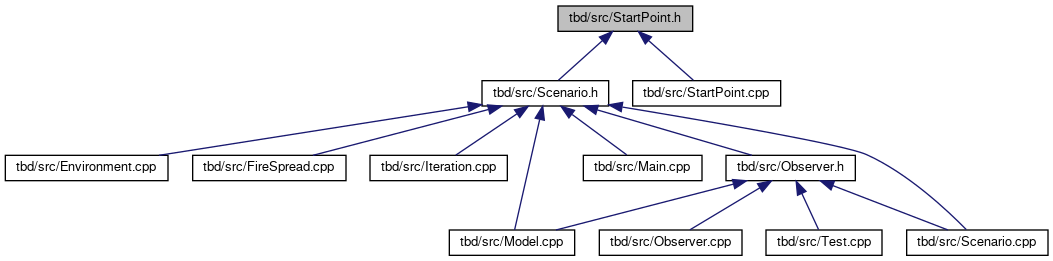 tbd/src/StartPoint.h
tbd/src/Scenario.h
tbd/src/StartPoint.cpp
tbd/src/Environment.cpp
tbd/src/FireSpread.cpp
tbd/src/Iteration.cpp
tbd/src/Main.cpp
tbd/src/Observer.h
tbd/src/Model.cpp
tbd/src/Observer.cpp
tbd/src/Test.cpp
tbd/src/Scenario.cpp